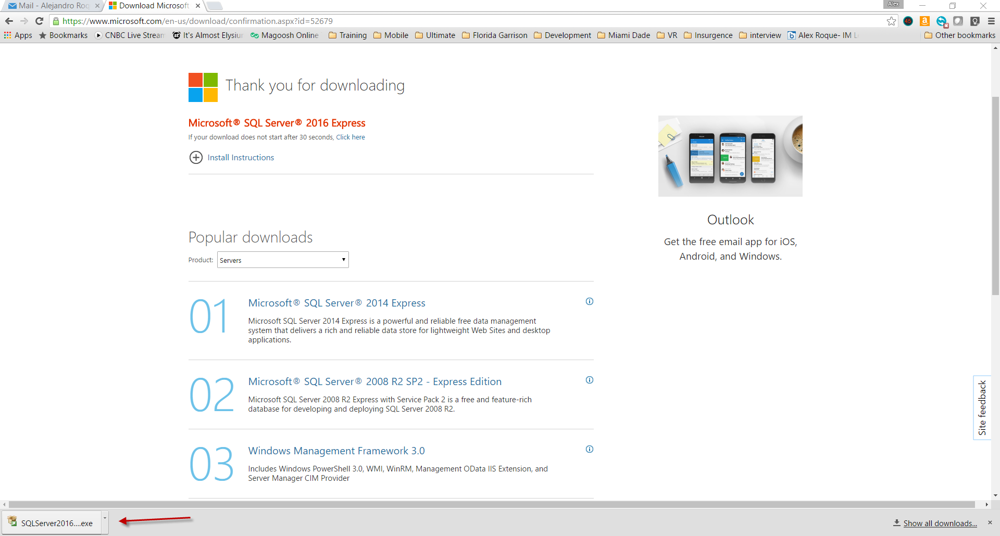 Mail - Alejandro Roq
Download Microsoft
Alex
https://www.microsoft.com/en-us/download/confirmation.aspx?id=52679
45
Apps
Bookmarks
CNBC Live Stream
It's Almost Elysiu
Magoosh Online
Training
Mobile
Ultimate
Florida Garrison
Development
Miami Dade
VR
Insurgence
interview
Alex Roque- IM L
Other bookmarks
Thank you for downloading
Microsoft® SQL Server® 2016 Express
If your download does not start after 30 seconds, Click here
Install Instructions
Outlook
Get the free email app for iOS,
Android, and Windows.
Popular downloads
Product: Servers
01
Microsoft® SQL Server® 2014 Express
Microsoft SQL Server 2014 Express is a powerful and reliable free data management
system that delivers a rich and reliable data store for lightweight Web Sites and desktop
applications.
02
Microsoft® SQL Server® 2008 R2 SP2 - Express Edition
Microsoft SQL Server 2008 R2 Express with Service Pack 2 is a free and feature-rich
database for developing and deploying SQL Server 2008 R2.
03
Windows Management Framework 3.0
Includes Windows PowerShell 3.0, WMI, WinRM, Management OData IIS Extension, and
Server Manager CIM Provider
Site feedback
SQLServer2016....exe
Show all downloads...